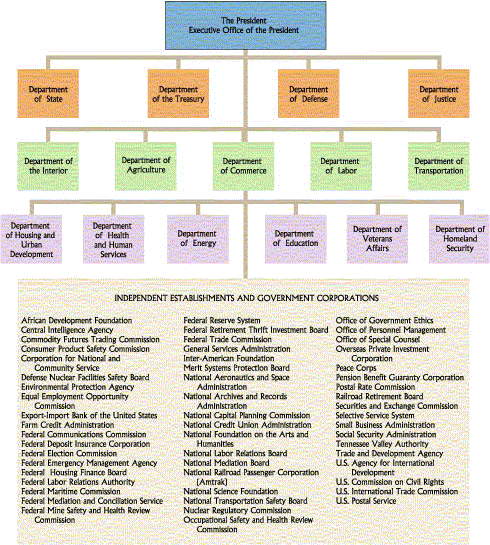 The President
Executive Office of the President
Department
of State
Department
of the Treasury
Department
of Defense
Department
of Justice
Department of
the Interior
Department of
Agriculture
Department
of Commerce
Department
of Labor
Department of
Transportation
Department
of Housing and
Urban
Development
Department
of Health
and Human
Services
Department
of Energy
Department
of Education
Department of
Veterans
Affairs
Department of
Homeland
Security
INDEPENDENT ESTABLISHMENTS AND GOVERNMENT CORPORATIONS
African Development Foundation
Central Intelligence Agency
Commodity Futures Trading Commission
Consumer Product Safety Commission
Corporation for National and
Community Service
Defense Nuclear Facilities Safety Board
Environmental Protection Agency
Equal Employment Opportunity
Commission
Export-Import Bank of the United States
Farm Credit Administration
Federal Communications Commission
Federal Deposit Insurance Corporation
Federal Election Commission
Federal Emergency Management Agency
Federal Housing Finance Board
Federal Labor Relations Authority
Federal Maritime Commission
Federal Mediation and Conciliation Service
Federal Mine Safety and Health Review
Commission
Federal Reserve System
Federal Retirement Thrift Investment Board
Federal Trade Commission
General Services Administration
Inter-American Foundation
Merit Systems Protection Board
National Aeronautics and Space
Administration
National Archives and Records
Administration
National Capital Planning Commission
National Credit Union Administration
National Foundation on the Arts and
Humanities
National Labor Relations Board
National Mediation Board
National Railroad Passenger Corporation
(Amtrak)
National Science Foundation
National Transportation Safety Board
Nuclear Regulatory Commission
Occupational Safety and Health Review
Commission
Office of Government Ethics
Office of Personnel Management
Office of Special Counsel
Overseas Private Investment
Corporation
Peace Corps
Pension Benefit Guaranty Corporation
Postal Rate Commission
Railroad Retirement Board
Securities and Exchange Commission
Selective Service System
Small Business Administration
Social Security Administration
Tennessee Valley Authority
Trade and Development Agency
U.S. Agency for International
Development
U.S. Commission on Civil Rights
U.S. International Trade Commission
U.S. Postal Service